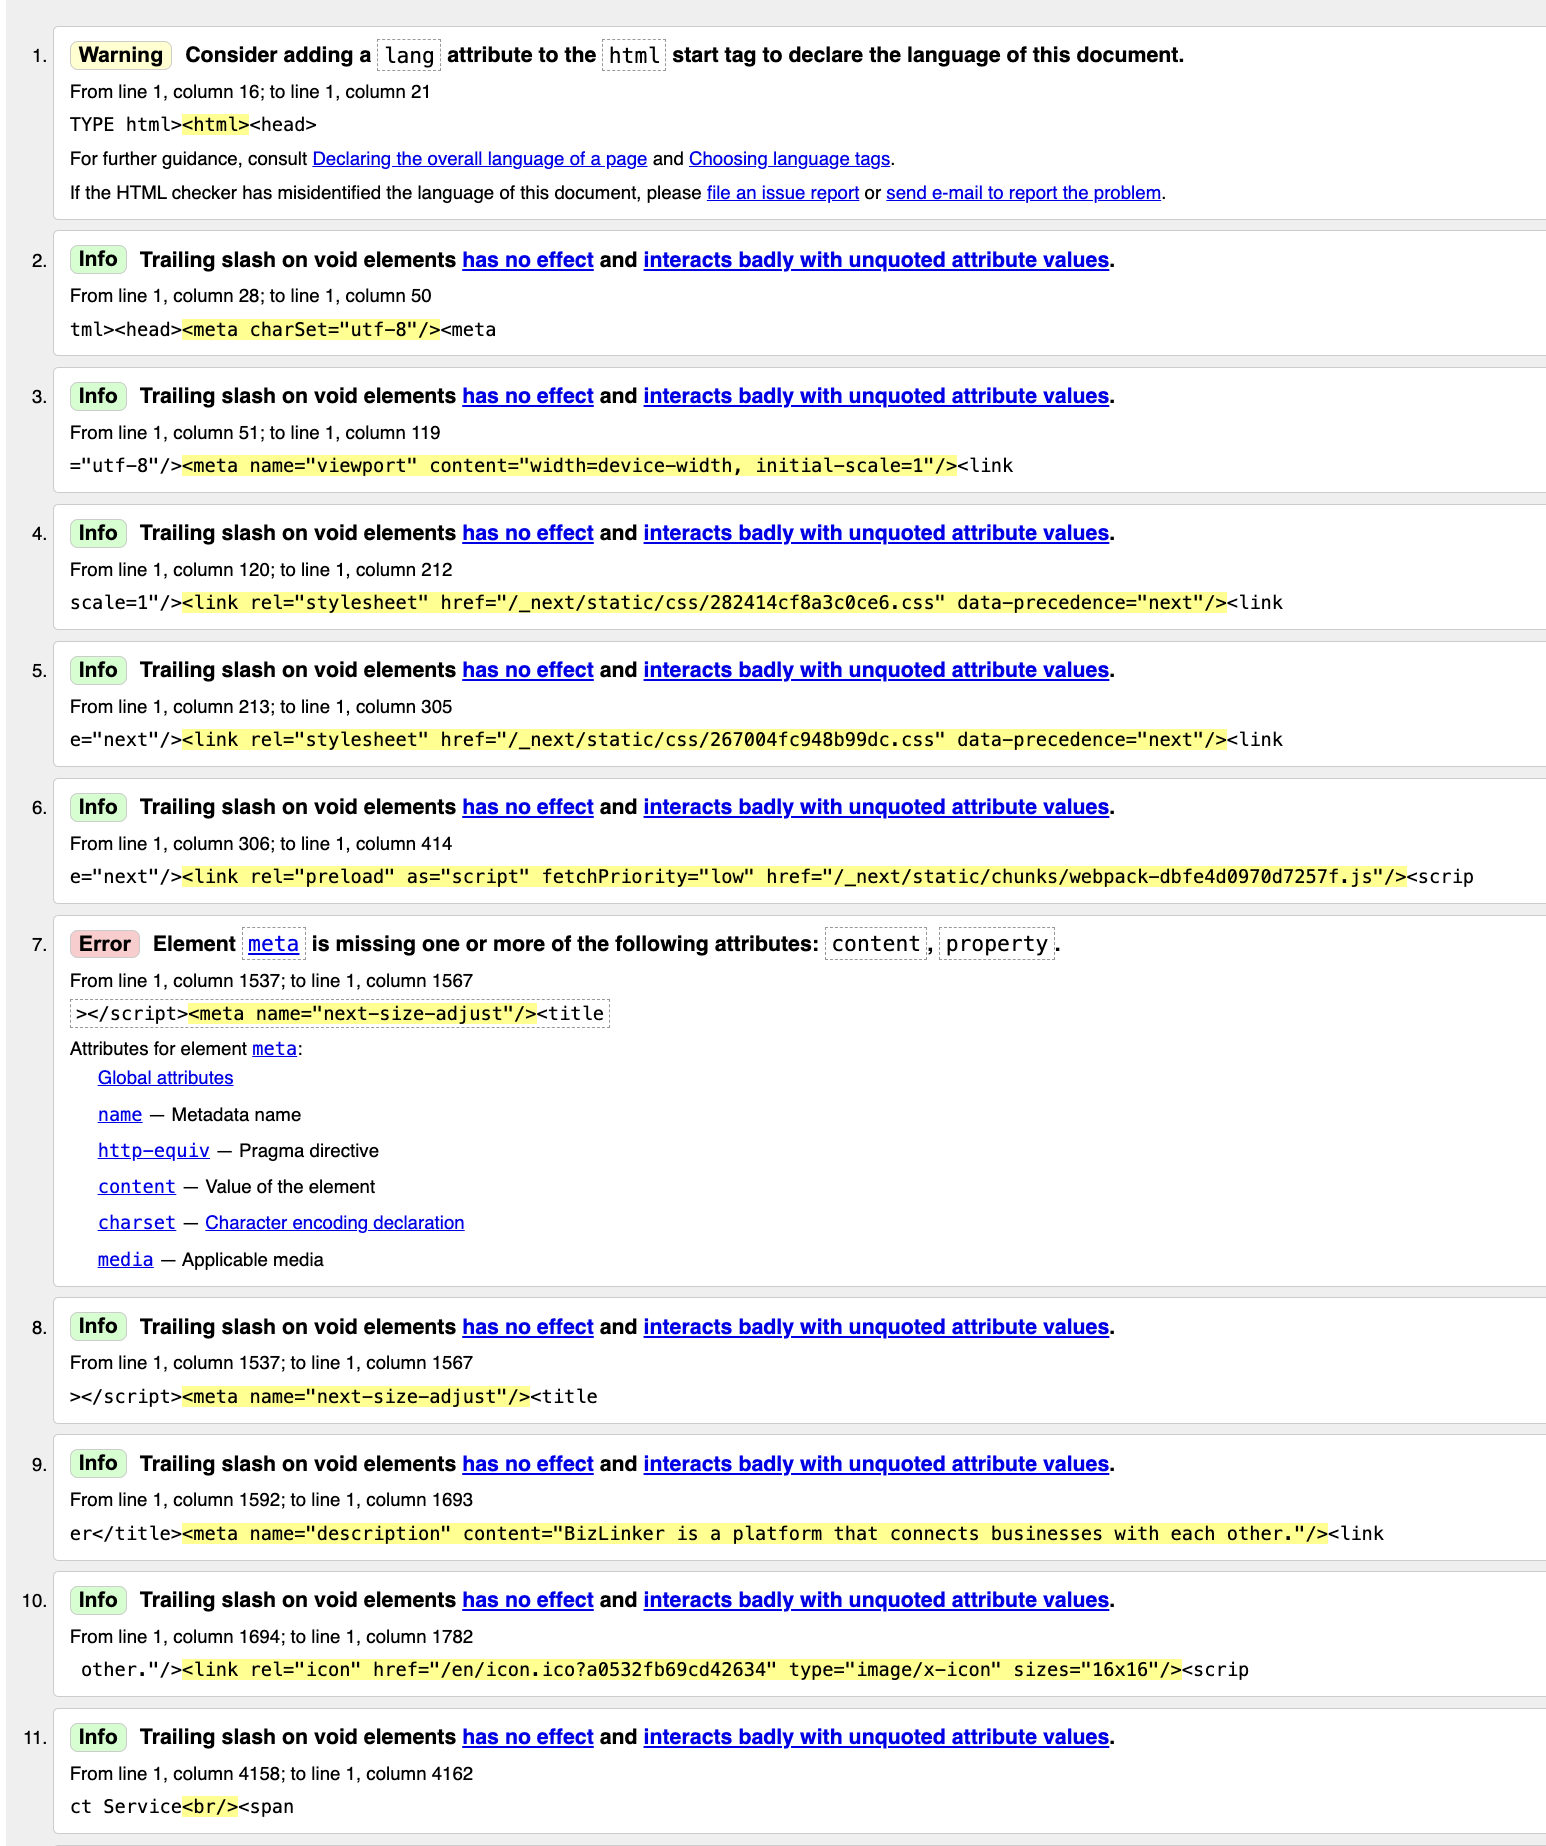 1. Warning Consider adding a lang attribute to the html start tag to declare the language of this document.
From line 1, column 16; to line 1, column 21
TYPE html><html><head>
For further guidance, consult Declaring the overall language of a page and Choosing language tags.
If the HTML checker has misidentified the language of this document, please file an issue report or send e-mail to report the problem.
2. Info Trailing slash on void elements has no effect and interacts badly with unquoted attribute values.
From line 1, column 28; to line 1, column 50
tml><head><meta charSet="utf-8"/><meta
3. Info Trailing slash on void elements has no effect and interacts badly with unquoted attribute values.
From line 1, column 51; to line 1, column 119
="utf-8"/><meta name="viewport" content="width=device-width, initial-scale=1"/><link
4. Info Trailing slash on void elements has no effect and interacts badly with unquoted attribute values.
From line 1, column 120; to line 1, column 212
scale=1"/><link rel="stylesheet" href="/_next/static/css/282414cf8a3c0ce6.css" data-precedence="next"/><link
5. Info Trailing slash on void elements has no effect and interacts badly with unquoted attribute values.
From line 1, column 213; to line 1, column 305
e="next"/><link rel="stylesheet" href="/_next/static/css/267004fc948b99dc.css" data-precedence="next"/><link
6. Info Trailing slash on void elements has no effect and interacts badly with unquoted attribute values.
From line 1, column 306; to line 1, column 414
e="next"/><link rel="preload" as="script" fetchPriority="low" href="/_next/static/chunks/webpack-dbfe4d0970d7257f.js"/><scrip
7. Error Element meta is missing one or more of the following attributes: content, property.
From line 1, column 1537; to line 1, column 1567
></script><meta name="next-size-adjust"/><title
Attributes for element meta:
Global attributes
name — Metadata name
http-equiv — Pragma directive
content — Value of the element
charset — Character encoding declaration
media — Applicable media
8. Info Trailing slash on void elements has no effect and interacts badly with unquoted attribute values.
From line 1, column 1537; to line 1, column 1567
></script><meta name="next-size-adjust"/><title
9. Info Trailing slash on void elements has no effect and interacts badly with unquoted attribute values.
From line 1, column 1592; to line 1, column 1693
er</title><meta name="description" content="BizLinker is a platform that connects businesses with each other."/><link
10. Info Trailing slash on void elements has no effect and interacts badly with unquoted attribute values.
From line 1, column 1694; to line 1, column 1782
other."/><link rel="icon" href="/en/icon.ico?a0532fb69cd42634" type="image/x-icon" sizes="16x16"/><scrip
11. Info Trailing slash on void elements has no effect and interacts badly with unquoted attribute values.
From line 1, column 4158; to line 1, column 4162
ct Service<br/><span